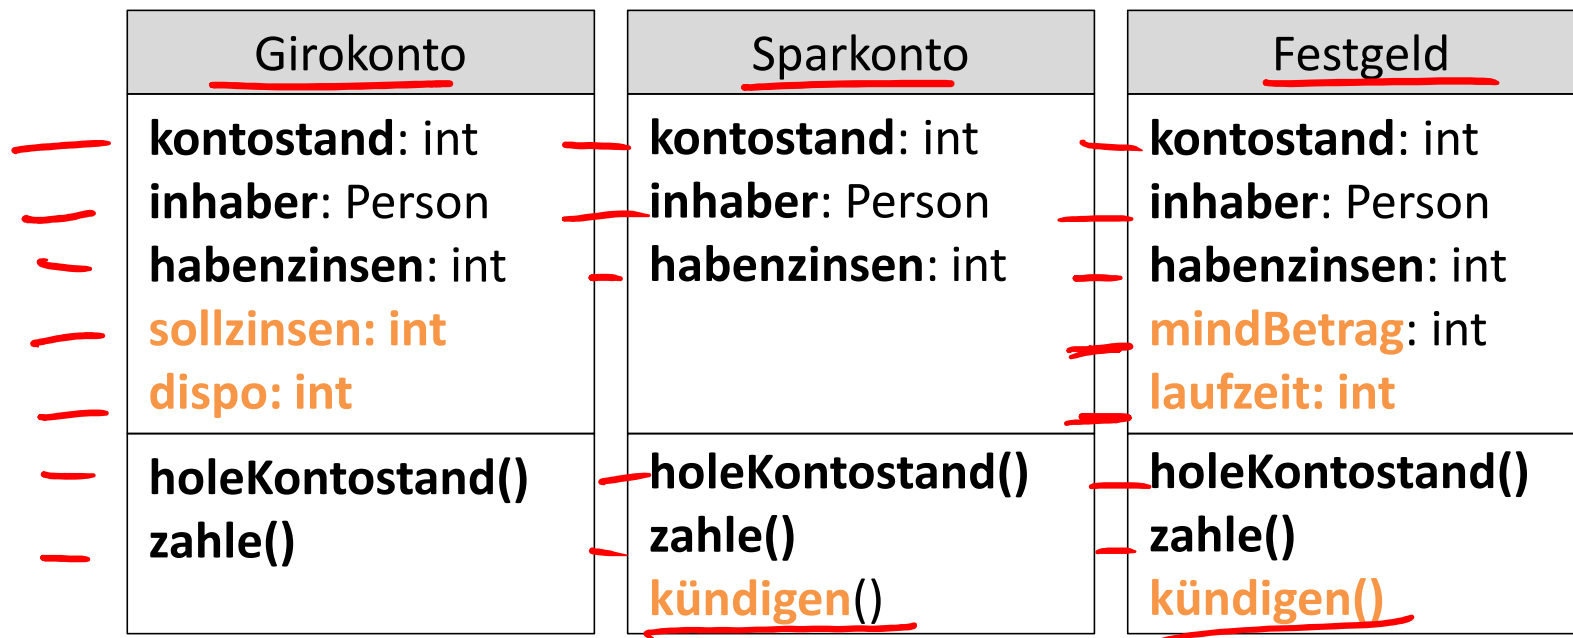 Girokonto
kontostand: int
inhaber: Person
habenzinsen: int
sollzinsen: int
dispo: int
holeKontostand()
zahle()
Sparkonto
kontostand: int
inhaber: Person
habenzinsen: int
holeKontostand()
zahle()
kündigen()
Festgeld
kontostand: int
inhaber: Person
habenzinsen: int
mindBetrag: int
laufzeit: int
holeKontostand()
zahle()
kündigen()